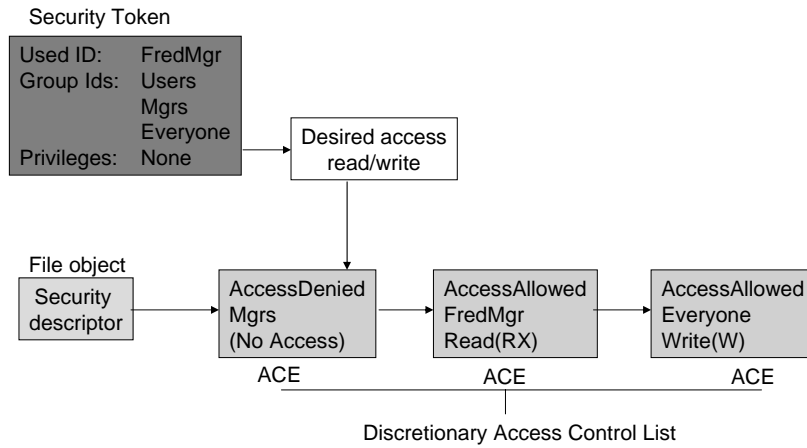 Security Token
Used ID: FredMgr
Group Ids: Users
Mgrs
Everyone
Privileges: None
Desired access
read/write
File object
Security
descriptor
AccessDenied
Mgrs
(No Access)
AccessAllowed
FredMgr
Read(RX)
AccessAllowed
Everyone
Write(W)
ACE
ACE
ACE
Discretionary Access Control List